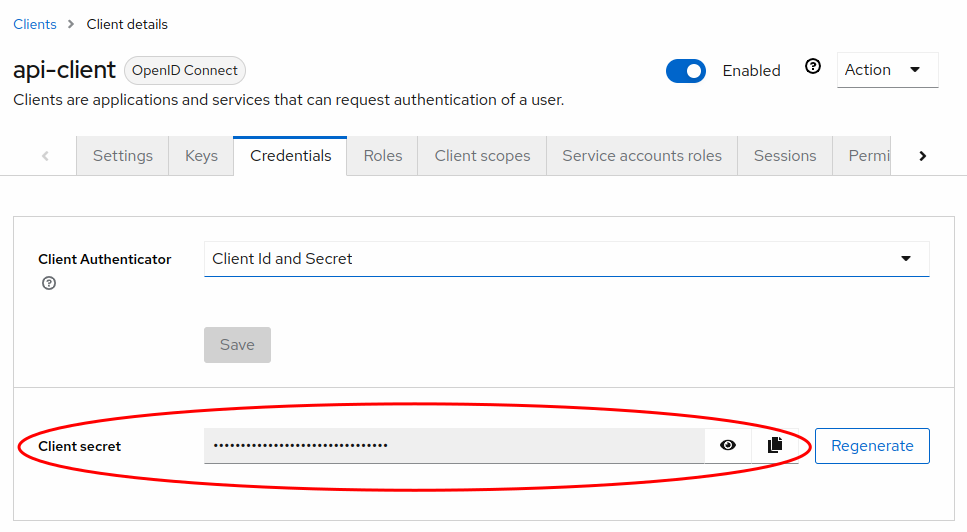 Clients > Client details
api-client OpenID Connect Enabled Action
Clients are applications and services that can request authentication of a user.
Settings Keys Credentials Roles Client scopes Service accounts roles Sessions Permi
Client Authenticator Client Id and Secret
Save
Client secret •••••••••••••••••••••••••••••••• Regenerate